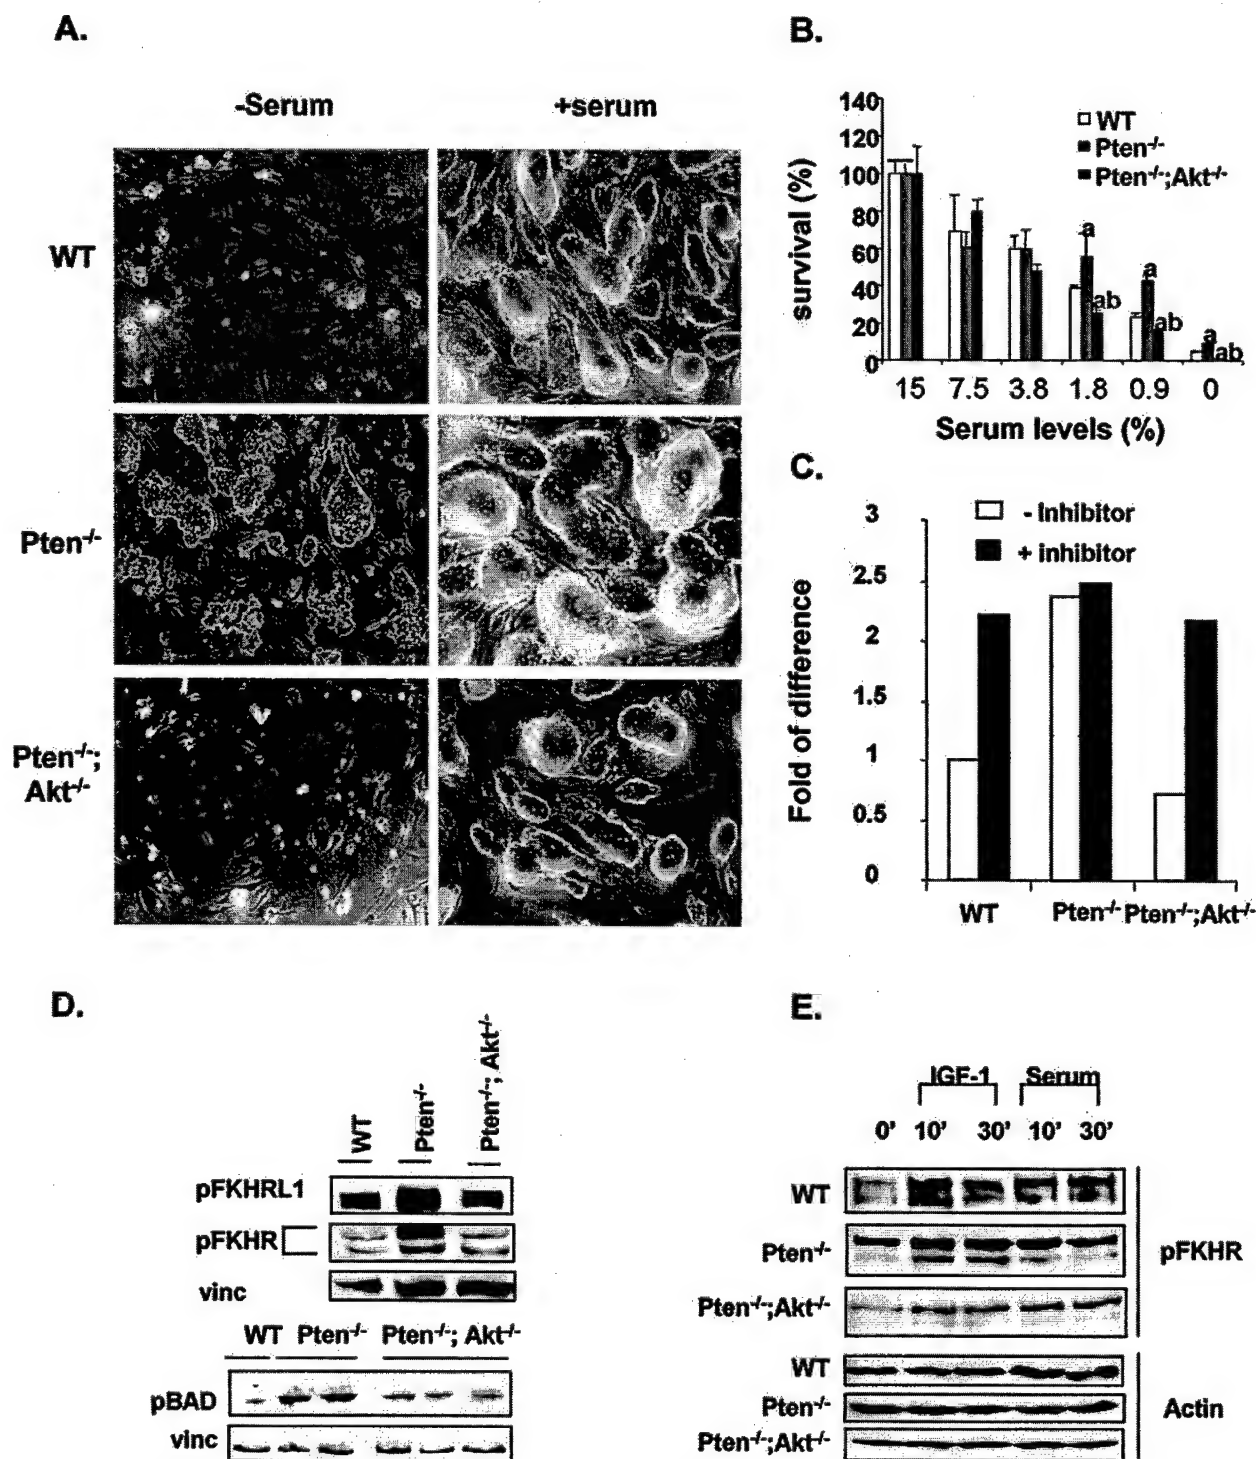 A.
-Serum +serum
WT
Pten-/-
Pten-/-;
Akt-/-
B.
survival (%)
140
120
100
80
60
40
20
0
WT
Pten-/-
Pten-/-;Akt-/-
a
ab
a
ab
a
ab
15 7.5 3.8 1.8 0.9 0
Serum levels (%)
C.
Fold of difference
3
2.5
2
1.5
1
0.5
0
- Inhibitor
+ inhibitor
WT Pten-/- Pten-/-;Akt-/-
D.
WT
Pten-/-
Pten-/-; Akt-/-
pFKHRL1
pFKHR
vinc
WT Pten-/- Pten-/-; Akt-/-
pBAD
vinc
E.
IGF-1 Serum
0' 10' 30' 10' 30'
WT
Pten-/-
Pten-/-;Akt-/-
pFKHR
WT
Pten-/-
Pten-/-;Akt-/-
Actin